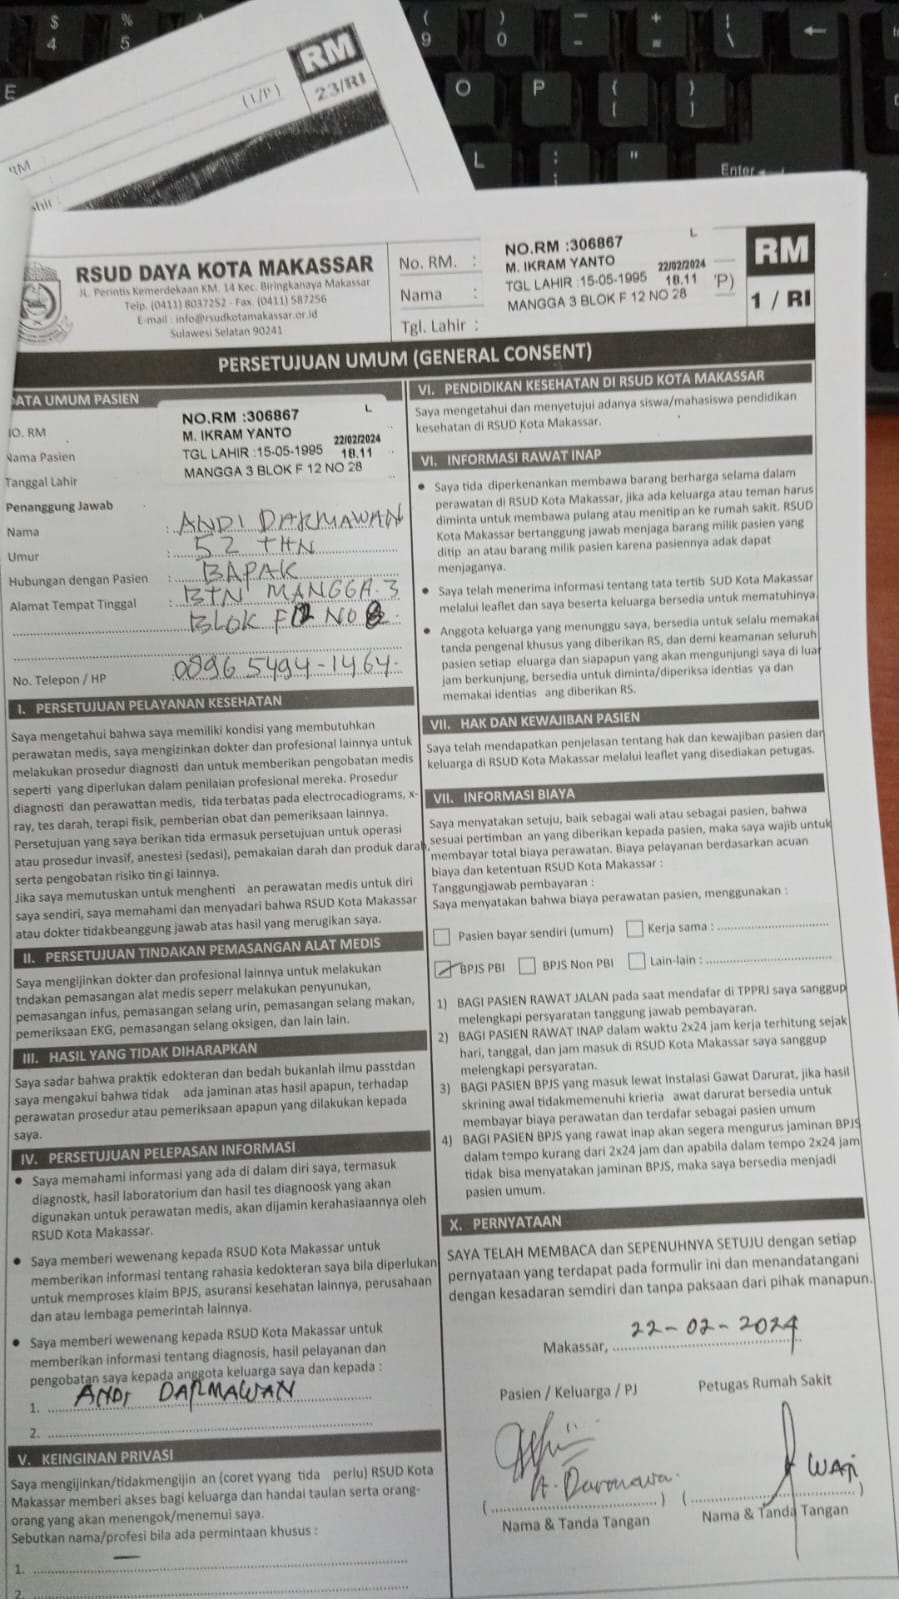 $ 4
% 5
( 9
) 0
E
O
P
L
Enter
RM
23/RI
(L/P)
RM :
hir :
RSUD DAYA KOTA MAKASSAR
JL. Perintis Kemerdekaan KM. 14 Kec. Biringkanaya Makassar
Telp. (0411) 8037252 - Fax. (0411) 587256
E-mail : info@rsudkotamakassar.or.id
Sulawesi Selatan 90241
No. RM. :
Nama :
Tgl. Lahir :
NO.RM :306867 L
M. IKRAM YANTO 22/02/2024
TGL LAHIR :15-05-1995 18.11
MANGGA 3 BLOK F 12 NO 28
P)
RM
1 / RI
PERSETUJUAN UMUM (GENERAL CONSENT)
ATA UMUM PASIEN
O. RM
Nama Pasien
Tanggal Lahir
NO.RM :306867 L
M. IKRAM YANTO 22/02/2024
TGL LAHIR :15-05-1995 18.11
MANGGA 3 BLOK F 12 NO 28
Penanggung Jawab
Nama : ANDI DARMAWAN
Umur : 52 THN
Hubungan dengan Pasien : BAPAK
Alamat Tempat Tinggal : BTN MANGGA 3
BLOK F NO
No. Telepon / HP : 0896 5494-1464
I. PERSETUJUAN PELAYANAN KESEHATAN
Saya mengetahui bahwa saya memiliki kondisi yang membutuhkan
perawatan medis, saya mengizinkan dokter dan profesional lainnya untuk
melakukan prosedur diagnosti dan untuk memberikan pengobatan medis
seperti yang diperlukan dalam penilaian profesional mereka. Prosedur
diagnosti dan perawattan medis, tida terbatas pada electrocadiograms, x-
ray, tes darah, terapi fisik, pemberian obat dan pemeriksaan lainnya.
Persetujuan yang saya berikan tida ermasuk persetujuan untuk operasi
atau prosedur invasif, anestesi (sedasi), pemakaian darah dan produk darah,
serta pengobatan risiko tin gi lainnya.
Jika saya memutuskan untuk menghenti an perawatan medis untuk diri
saya sendiri, saya memahami dan menyadari bahwa RSUD Kota Makassar
atau dokter tidakbeanggung jawab atas hasil yang merugikan saya.
II. PERSETUJUAN TINDAKAN PEMASANGAN ALAT MEDIS
Saya mengijinkan dokter dan profesional lainnya untuk melakukan
tndakan pemasangan alat medis seperr melakukan penyunukan,
pemasangan infus, pemasangan selang urin, pemasangan selang makan,
pemeriksaan EKG, pemasangan selang oksigen, dan lain lain.
III. HASIL YANG TIDAK DIHARAPKAN
Saya sadar bahwa praktik edokteran dan bedah bukanlah ilmu passtdan
saya mengakui bahwa tidak ada jaminan atas hasil apapun, terhadap
perawatan prosedur atau pemeriksaan apapun yang dilakukan kepada
saya.
IV. PERSETUJUAN PELEPASAN INFORMASI
● Saya memahami informasi yang ada di dalam diri saya, termasuk
diagnostk, hasil laboratorium dan hasil tes diagnoosk yang akan
digunakan untuk perawatan medis, akan dijamin kerahasiaannya oleh
RSUD Kota Makassar.
● Saya memberi wewenang kepada RSUD Kota Makassar untuk
memberikan informasi tentang rahasia kedokteran saya bila diperlukan
untuk memproses klaim BPJS, asuransi kesehatan lainnya, perusahaan
dan atau lembaga pemerintah lainnya.
● Saya memberi wewenang kepada RSUD Kota Makassar untuk
memberikan informasi tentang diagnosis, hasil pelayanan dan
pengobatan saya kepada anggota keluarga saya dan kepada :
1. ANDI DARMAWAN
2.
V. KEINGINAN PRIVASI
Saya mengijinkan/tidakmengijin an (coret yyang tida perlu) RSUD Kota
Makassar memberi akses bagi keluarga dan handai taulan serta orang-
orang yang akan menengok/menemui saya.
Sebutkan nama/profesi bila ada permintaan khusus :
1. —
2.
VI. PENDIDIKAN KESEHATAN DI RSUD KOTA MAKASSAR
Saya mengetahui dan menyetujui adanya siswa/mahasiswa pendidikan
kesehatan di RSUD Kota Makassar.
VI. INFORMASI RAWAT INAP
● Saya tida diperkenankan membawa barang berharga selama dalam
perawatan di RSUD Kota Makassar, jika ada keluarga atau teman harus
diminta untuk membawa pulang atau menitip an ke rumah sakit. RSUD
Kota Makassar bertanggung jawab menjaga barang milik pasien yang
ditip an atau barang milik pasien karena pasiennya adak dapat
menjaganya.
● Saya telah menerima informasi tentang tata tertib SUD Kota Makassar
melalui leaflet dan saya beserta keluarga bersedia untuk mematuhinya
● Anggota keluarga yang menunggu saya, bersedia untuk selalu memakai
tanda pengenal khusus yang diberikan RS, dan demi keamanan seluruh
pasien setiap eluarga dan siapapun yang akan mengunjungi saya di luar
jam berkunjung, bersedia untuk diminta/diperiksa identias ya dan
memakai identias ang diberikan RS.
VII. HAK DAN KEWAJIBAN PASIEN
Saya telah mendapatkan penjelasan tentang hak dan kewajiban pasien dan
keluarga di RSUD Kota Makassar melalui leaflet yang disediakan petugas.
VII. INFORMASI BIAYA
Saya menyatakan setuju, baik sebagai wali atau sebagai pasien, bahwa
sesuai pertimban an yang diberikan kepada pasien, maka saya wajib untuk
membayar total biaya perawatan. Biaya pelayanan berdasarkan acuan
biaya dan ketentuan RSUD Kota Makassar :
Tanggungjawab pembayaran :
Saya menyatakan bahwa biaya perawatan pasien, menggunakan :
Pasien bayar sendiri (umum) Kerja sama :
BPJS PBI BPJS Non PBI Lain-lain :
1) BAGI PASIEN RAWAT JALAN pada saat mendafar di TPPRJ saya sanggup
melengkapi persyaratan tanggung jawab pembayaran.
2) BAGI PASIEN RAWAT INAP dalam waktu 2x24 jam kerja terhitung sejak
hari, tanggal, dan jam masuk di RSUD Kota Makassar saya sanggup
melengkapi persyaratan.
3) BAGI PASIEN BPJS yang masuk lewat Instalasi Gawat Darurat, jika hasil
skrining awal tidakmemenuhi krieria awat darurat bersedia untuk
membayar biaya perawatan dan terdafar sebagai pasien umum
4) BAGI PASIEN BPJS yang rawat inap akan segera mengurus jaminan BPJS
dalam tempo kurang dari 2x24 jam dan apabila dalam tempo 2x24 jam
tidak bisa menyatakan jaminan BPJS, maka saya bersedia menjadi
pasien umum.
X. PERNYATAAN
SAYA TELAH MEMBACA dan SEPENUHNYA SETUJU dengan setiap
pernyataan yang terdapat pada formulir ini dan menandatangani
dengan kesadaran semdiri dan tanpa paksaan dari pihak manapun.
Makassar, 22-02-2024
Pasien / Keluarga / PJ Petugas Rumah Sakit
(A. Darmawa.) (WATI)
Nama & Tanda Tangan Nama & Tanda Tangan